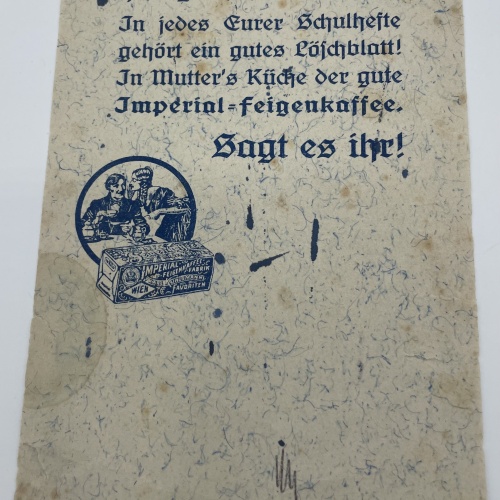 In jedes Eurer Schulhefte
gehört ein gutes Löschblatt!
In Mutter's Küche der gute
Imperial=Feigenkaffee.
Sagt es ihr!
IMPERIAL-
FEIGENKAFFEE
FABRIK
WIEN
FAVORITEN